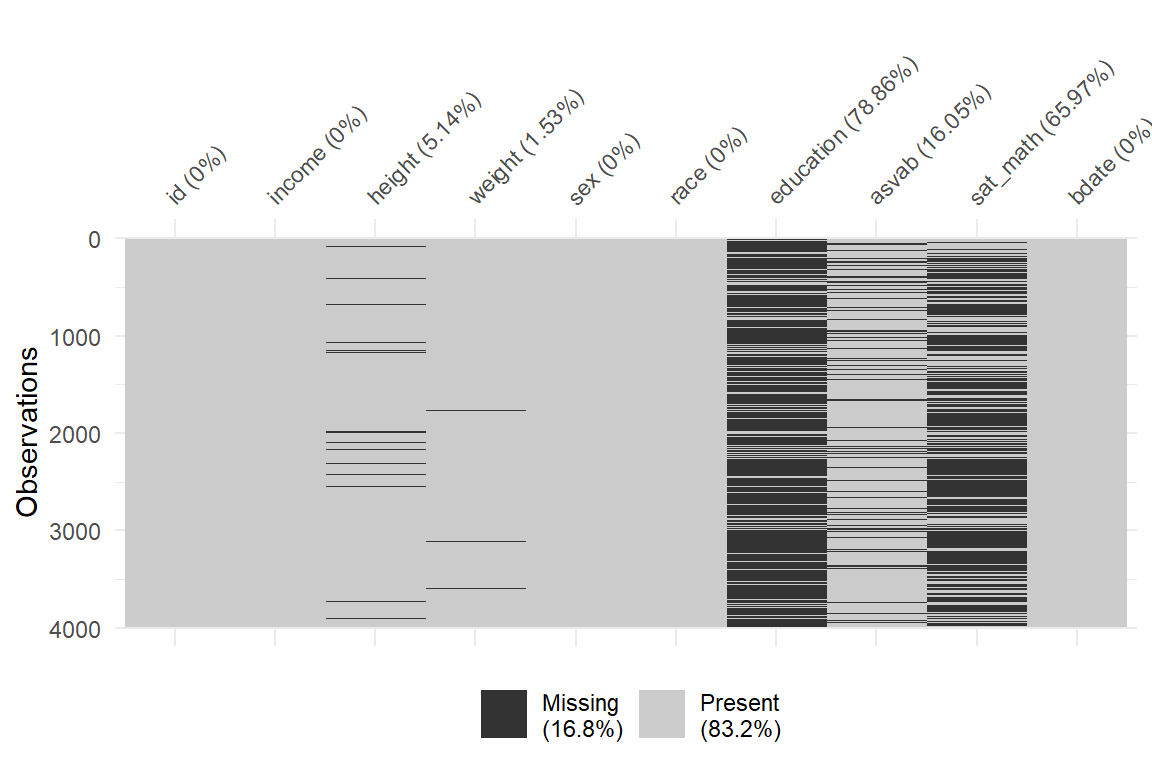 id (0%)
income (0%)
height (5.14%)
weight (1.53%)
sex (0%)
race (0%)
education (78.86%)
asvab (16.05%)
sat_math (65.97%)
bdate (0%)
Observations
0
1000
2000
3000
4000
Missing
(16.8%)
Present
(83.2%)